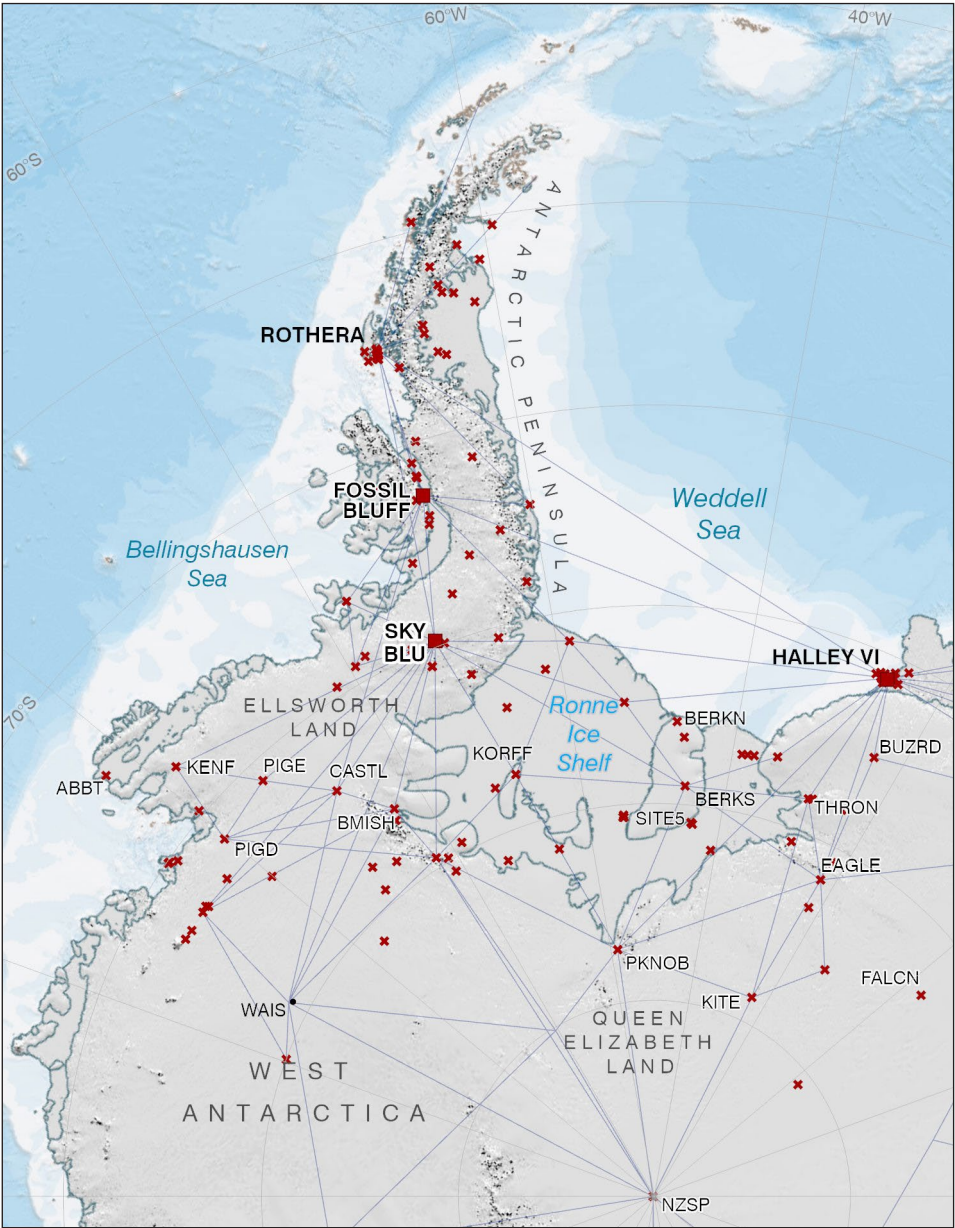 60°W
40°W
60°S
ANTARCTIC PENINSULA
ROTHERA
FOSSIL
BLUFF
Weddell
Sea
Bellingshausen
Sea
SKY
BLU
HALLEY VI
70°S
ELLSWORTH
LAND
Ronne
Ice
Shelf
BERKN
BUZRD
KORFF
KENF
PIGE
CASTL
ABBT
BERKS
THRON
BMISH
SITE5
PIGD
EAGLE
PKNOB
FALCN
KITE
WAIS
QUEEN
ELIZABETH
LAND
WEST
ANTARCTICA
NZSP